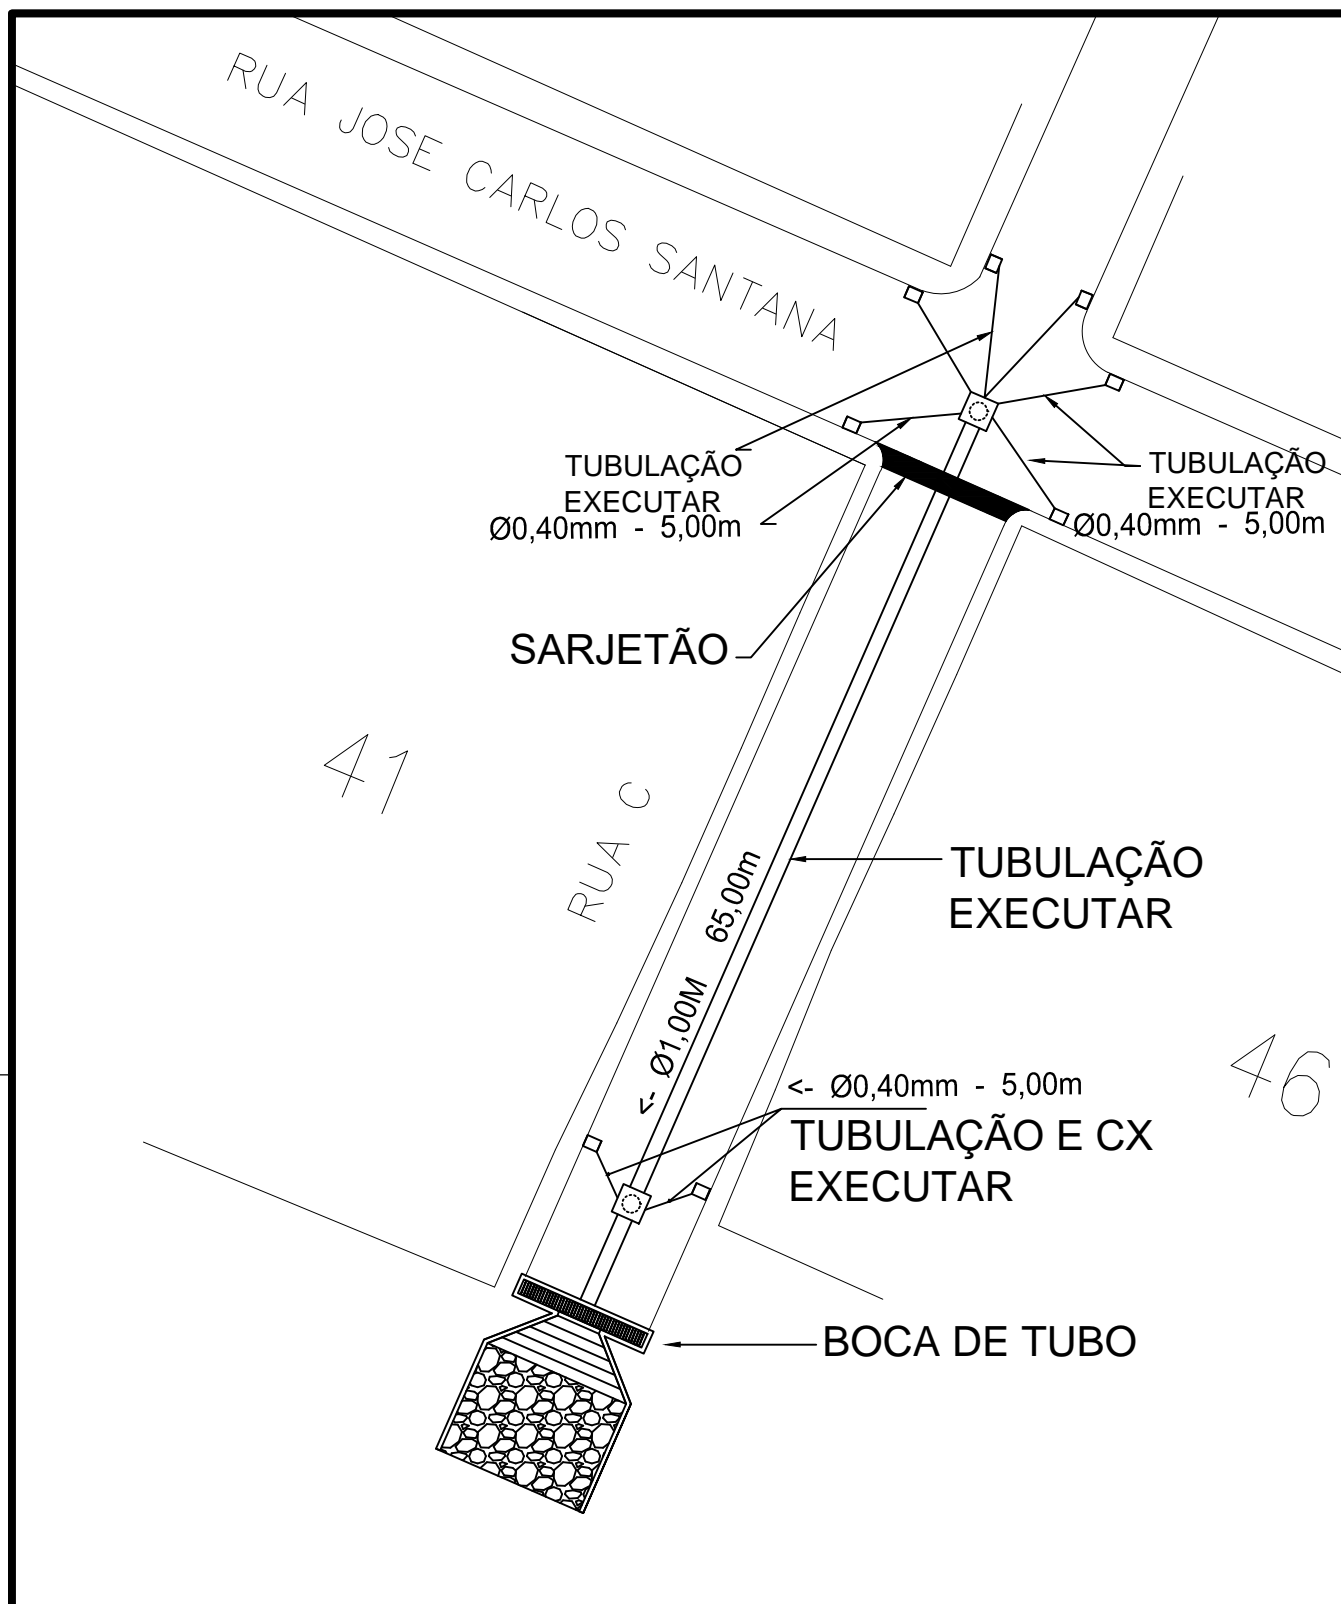 RUA JOSE CARLOS SANTANA
TUBULAÇÃO
EXECUTAR
Ø0,40mm - 5,00m
TUBULAÇÃO
EXECUTAR
Ø0,40mm - 5,00m
SARJETÃO
41
RUA C
TUBULAÇÃO
EXECUTAR
<- Ø1,00M 65,00m
46
<- Ø0,40mm - 5,00m
TUBULAÇÃO E CX
EXECUTAR
BOCA DE TUBO